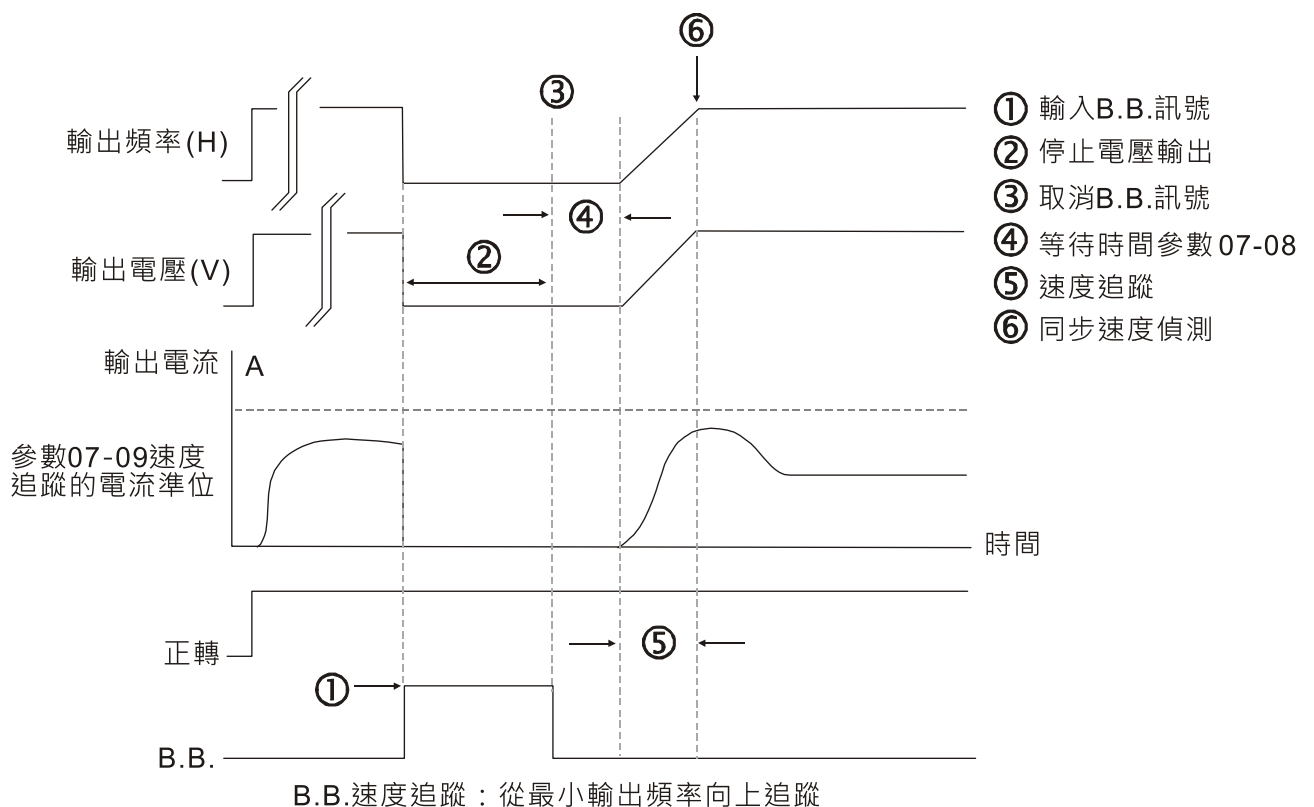 ⑥
③
① 輸入B.B.訊號
② 停止電壓輸出
③ 取消B.B.訊號
④ 等待時間參數 07-08
⑤ 速度追蹤
⑥ 同步速度偵測
輸出頻率(H)
④
輸出電壓(V)
②
輸出電流 A
參數07-09速度
追蹤的電流準位
時間
正轉
⑤
①
B.B.
B.B.速度追蹤：從最小輸出頻率向上追蹤